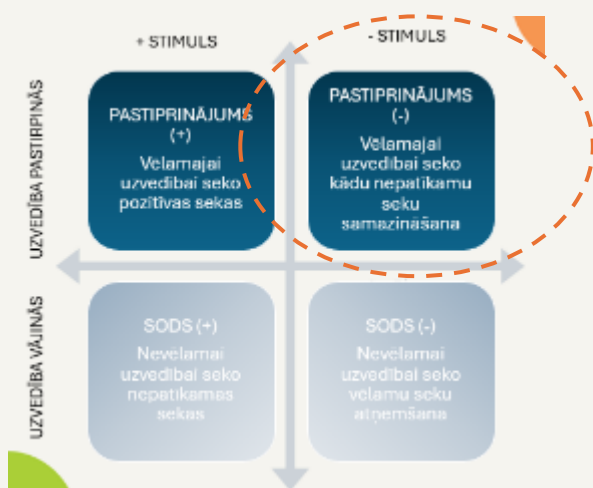 + STIMULS
- STIMULS
UZVEDĪBA PASTIRPINĀS
PASTIPRINĀJUMS
(+)
Vēlamajai
uzvedībai seko
pozitīvas sekas
PASTIPRINĀJUMS
(-)
Vēlamajai
uzvedībai seko
kādu nepatīkamu
seku
samazināšana
UZVEDĪBA VĀJINĀS
SODS (+)
Nevēlamai
uzvedībai seko
nepatīkamas
sekas
SODS (-)
Nevēlamai
uzvedībai seko
vēlamu seku
atņemšana